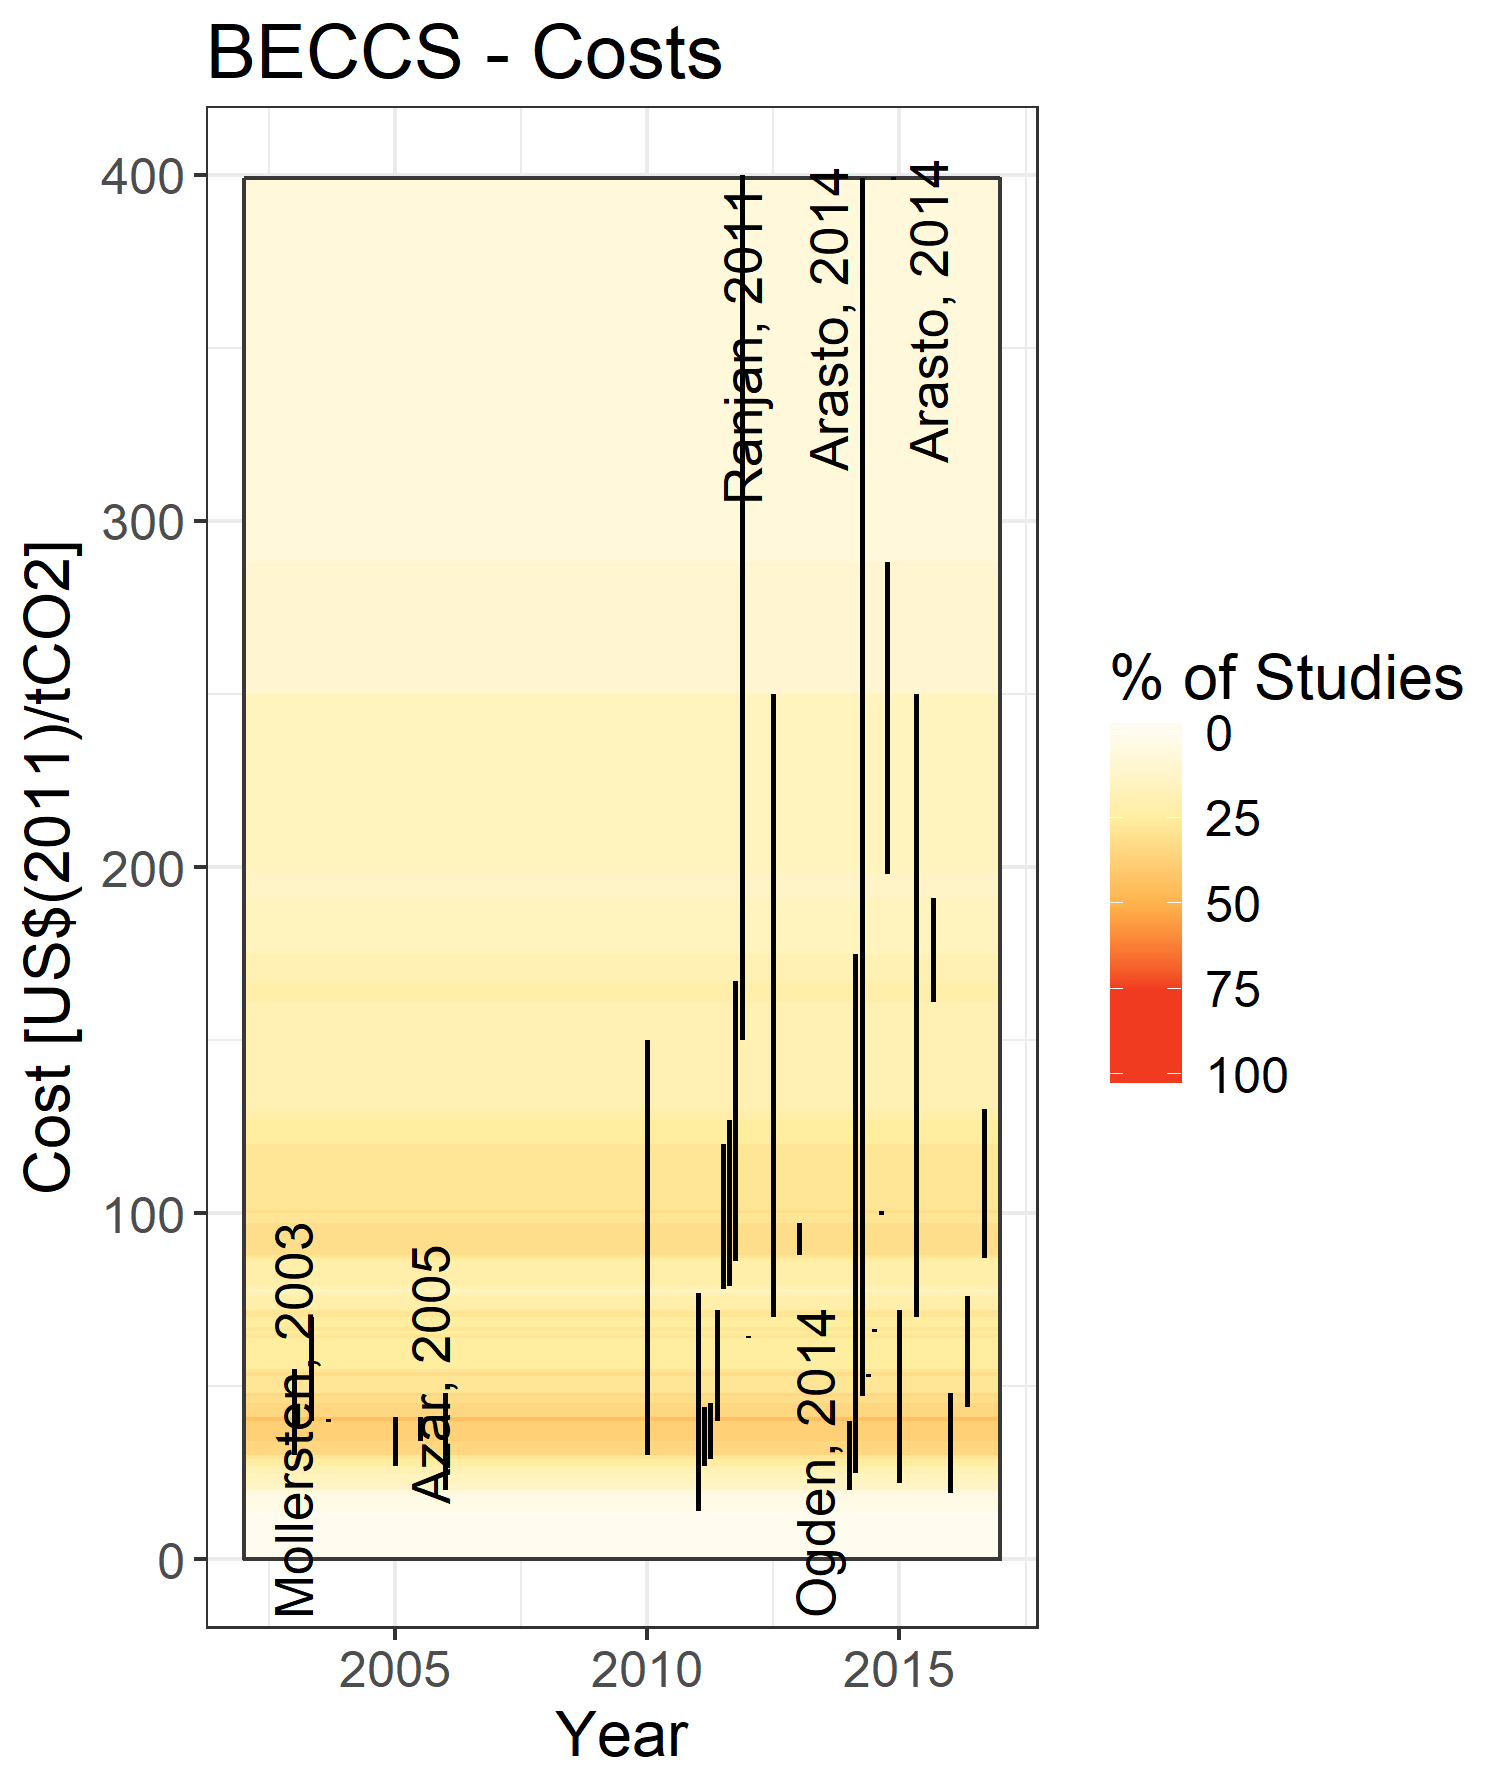 BECCS - Costs
Cost [US$(2011)/tCO2]
400
300
200
100
0
Mollersten, 2003
Azar, 2005
Ranjan, 2011
Ogden, 2014
Arasto, 2014
Arasto, 2014
2005
2010
2015
Year
% of Studies
0
25
50
75
100